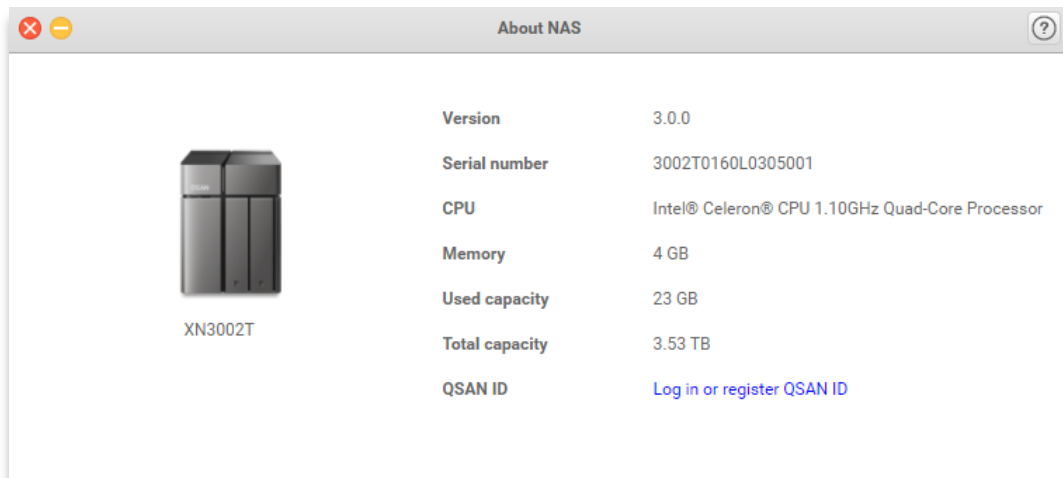 About NAS
?
Version 3.0.0
Serial number 3002T0160L0305001
CPU Intel® Celeron® CPU 1.10GHz Quad-Core Processor
Memory 4 GB
Used capacity 23 GB
Total capacity 3.53 TB
QSAN ID Log in or register QSAN ID
QSAN
XN3002T